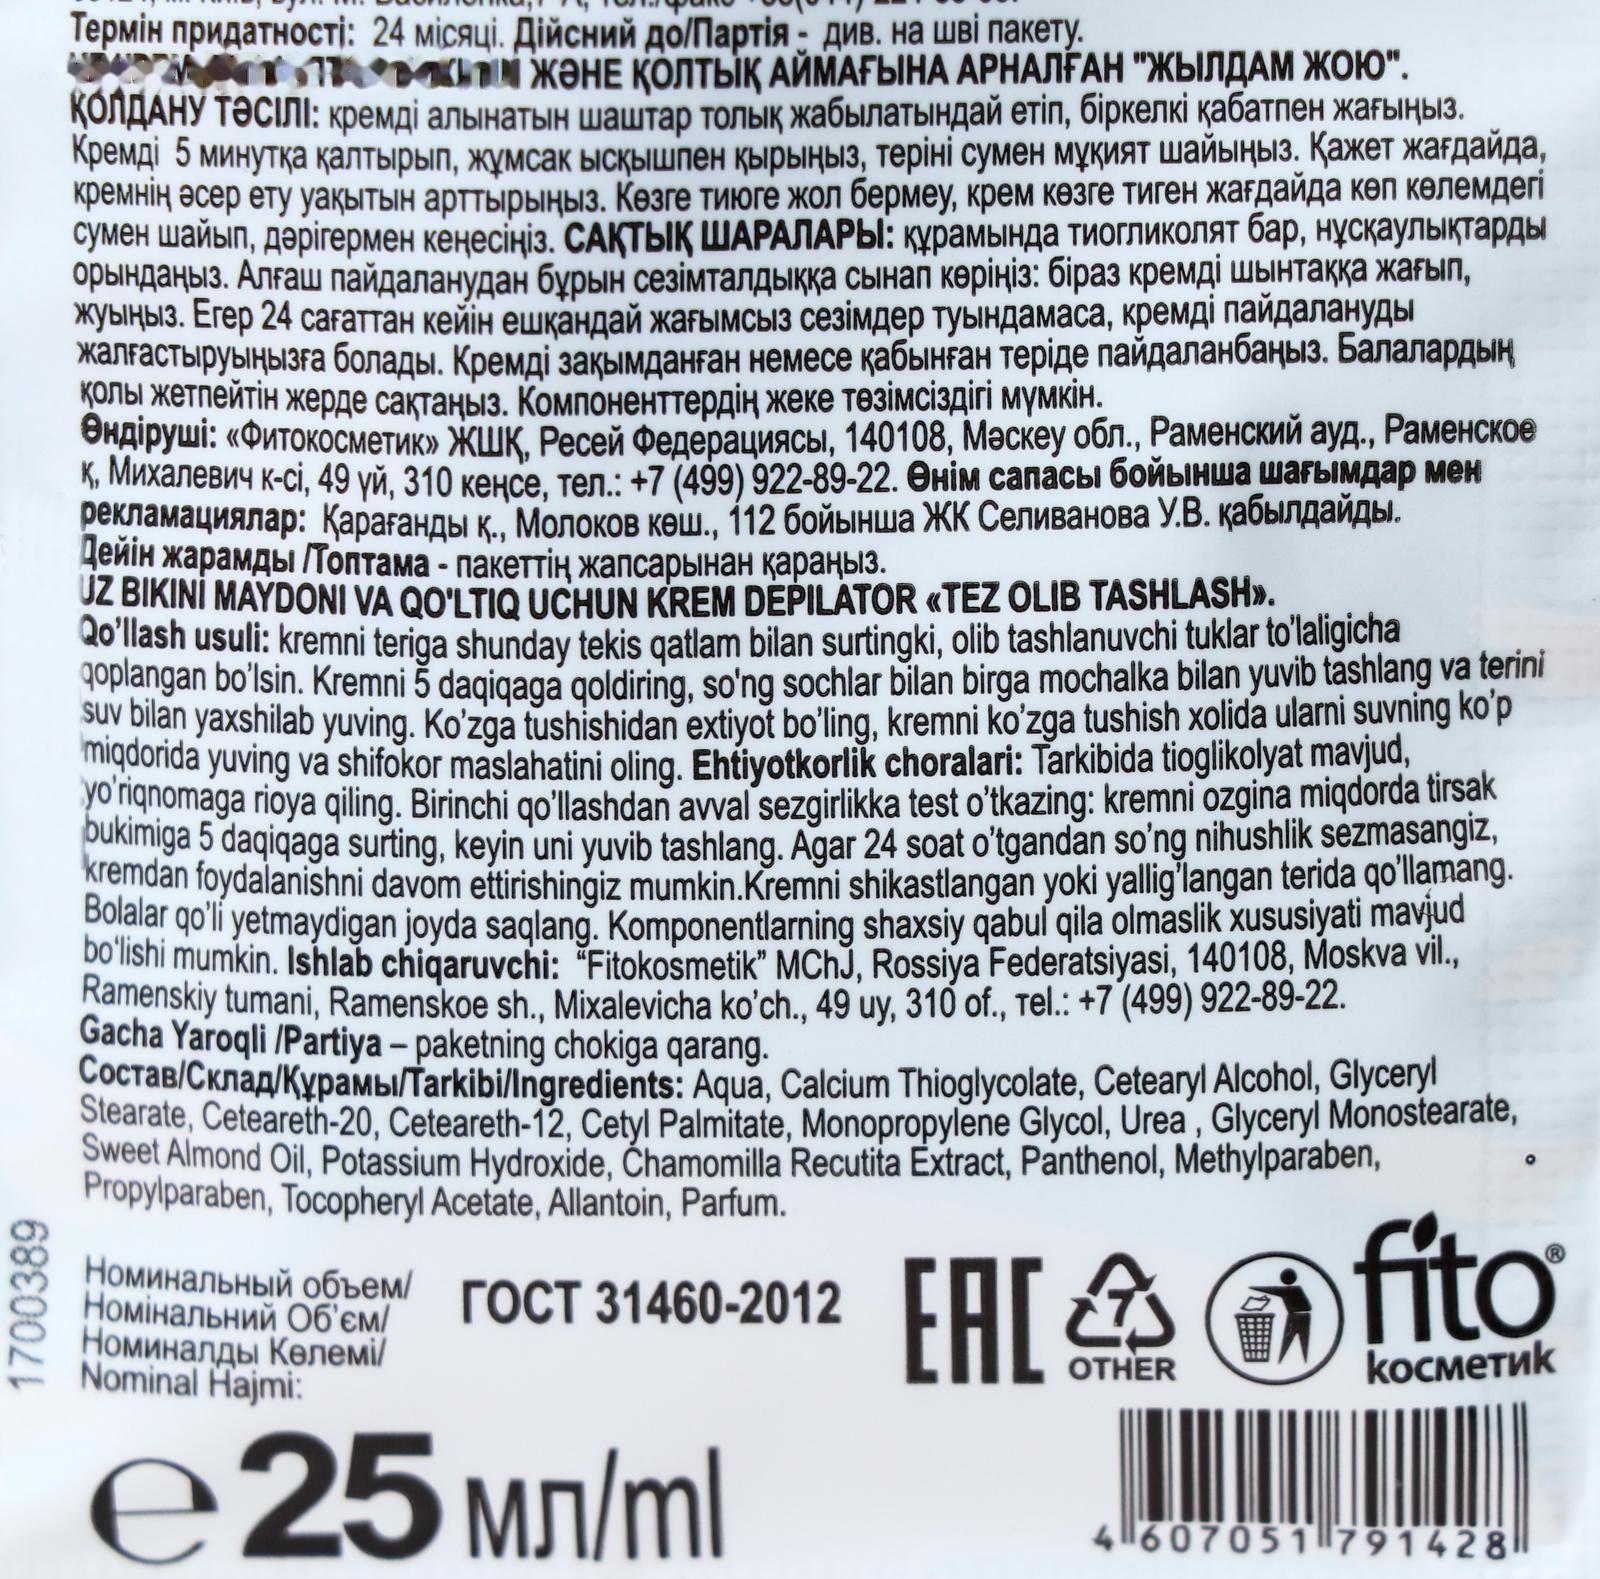 Термін придатності: 24 місяці. Дійсний до/Партія - див. на шві пакету.
ЖӘНЕ ҚОЛТЫҚ АЙМАҒЫНА АРНАЛҒАН "ЖЫЛДАМ ЖОЮ".
ҚОЛДАНУ ТӘСІЛІ: кремді алынатын шаштар толық жабылатындай етіп, біркелкі қабатпен жағыңыз.
Кремді 5 минутқа қалтырып, жұмсак ысқышпен қырыңыз, теріні сумен мұқият шайыңыз. Қажет жағдайда,
кремнің әсер ету уақытын арттырыңыз. Көзге тиюге жол бермеу, крем көзге тиген жағдайда көп көлемдегі
сумен шайып, дәрігермен кеңесіңіз. САҚТЫҚ ШАРАЛАРЫ: құрамында тиогликолят бар, нұсқаулықтарды
орындаңыз. Алғаш пайдаланудан бұрын сезімталдыққа сынап көріңіз: біраз кремді шынтаққа жағып,
жуыңыз. Егер 24 сағаттан кейін ешқандай жағымсыз сезімдер туындамаса, кремді пайдалануды
жалғастыруыңызға болады. Кремді зақымданған немесе қабынған теріде пайдаланбаңыз. Балалардың
қолы жетпейтін жерде сақтаңыз. Компоненттердің жеке төзімсіздігі мүмкін.
Өндіруші: «Фитокосметик» ЖШҚ, Ресей Федерациясы, 140108, Мәскеу обл., Раменский ауд., Раменское
қ, Михалевич к-сі, 49 үй, 310 кеңсе, тел.: +7 (499) 922-89-22. Өнім сапасы бойынша шағымдар мен
рекламациялар: Қарағанды қ., Молоков көш., 112 бойынша ЖК Селиванова У.В. қабылдайды.
Дейін жарамды /Топтама - пакеттің жапсарынан қараңыз.
UZ BIKINI MAYDONI VA QO'LTIQ UCHUN KREM DEPILATOR «TEZ OLIB TASHLASH».
Qo’llash usuli: kremni teriga shunday tekis qatlam bilan surtingki, olib tashlanuvchi tuklar to’laligicha
qoplangan bo’lsin. Kremni 5 daqiqaga qoldiring, so'ng sochlar bilan birga mochalka bilan yuvib tashlang va terini
suv bilan yaxshilab yuving. Ko’zga tushishidan extiyot bo’ling, kremni ko’zga tushish xolida ularni suvning ko’p
miqdorida yuving va shifokor maslahatini oling. Ehtiyotkorlik choralari: Tarkibida tioglikolyat mavjud,
yo’riqnomaga rioya qiling. Birinchi qo’llashdan avval sezgirlikka test o’tkazing: kremni ozgina miqdorda tirsak
bukimiga 5 daqiqaga surting, keyin uni yuvib tashlang. Agar 24 soat o’tgandan so’ng nihushlik sezmasangiz,
kremdan foydalanishni davom ettirishingiz mumkin.Kremni shikastlangan yoki yallig’langan terida qo’llamang.
Bolalar qo’li yetmaydigan joyda saqlang. Komponentlarning shaxsiy qabul qila olmaslik xususiyati mavjud
bo’lishi mumkin. Ishlab chiqaruvchi: “Fitokosmetik” MChJ, Rossiya Federatsiyasi, 140108, Moskva vil.,
Ramenskiy tumani, Ramenskoe sh., Mixalevicha ko’ch., 49 uy, 310 of., тel.: +7 (499) 922-89-22.
Gacha Yaroqli /Partiya – paketning chokiga qarang.
Состав/Склад/Құрамы/Tarkibi/Ingredients: Aqua, Calcium Thioglycolate, Cetearyl Alcohol, Glyceryl
Stearate, Ceteareth-20, Ceteareth-12, Cetyl Palmitate, Monopropylene Glycol, Urea , Glyceryl Monostearate,
Sweet Almond Oil, Potassium Hydroxide, Chamomilla Recutita Extract, Panthenol, Methylparaben,
Propylparaben, Tocopheryl Acetate, Allantoin, Parfum.
1700389
Номинальный объем/
Номінальний Об'єм/
Номиналды Көлемі/
Nominal Hajmi:
ГОСТ 31460-2012
EAC
7
OTHER
fito®
косметик
℮ 25 мл/ml
4 607051 791428